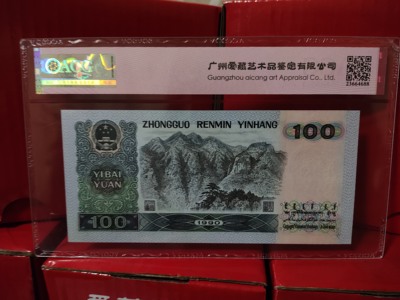 广州爱藏艺术品鉴定有限公司
Guangzhou aicang art Appraisal Co., Ltd.
23664688
ZHONGGUO RENMIN YINHANG
100
YIBAI
YUAN
100
1990